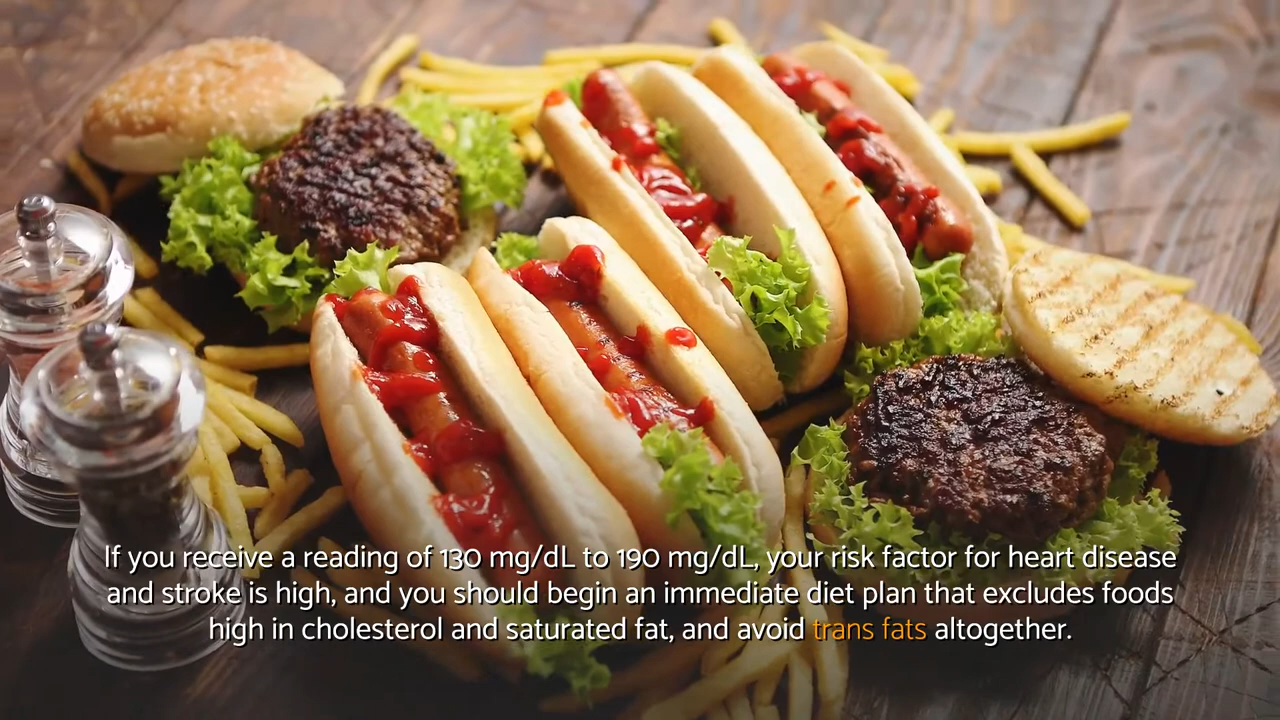 If you receive a reading of 130 mg/dL to 190 mg/dL, your risk factor for heart disease
and stroke is high, and you should begin an immediate diet plan that excludes foods
high in cholesterol and saturated fat, and avoid trans fats altogether.